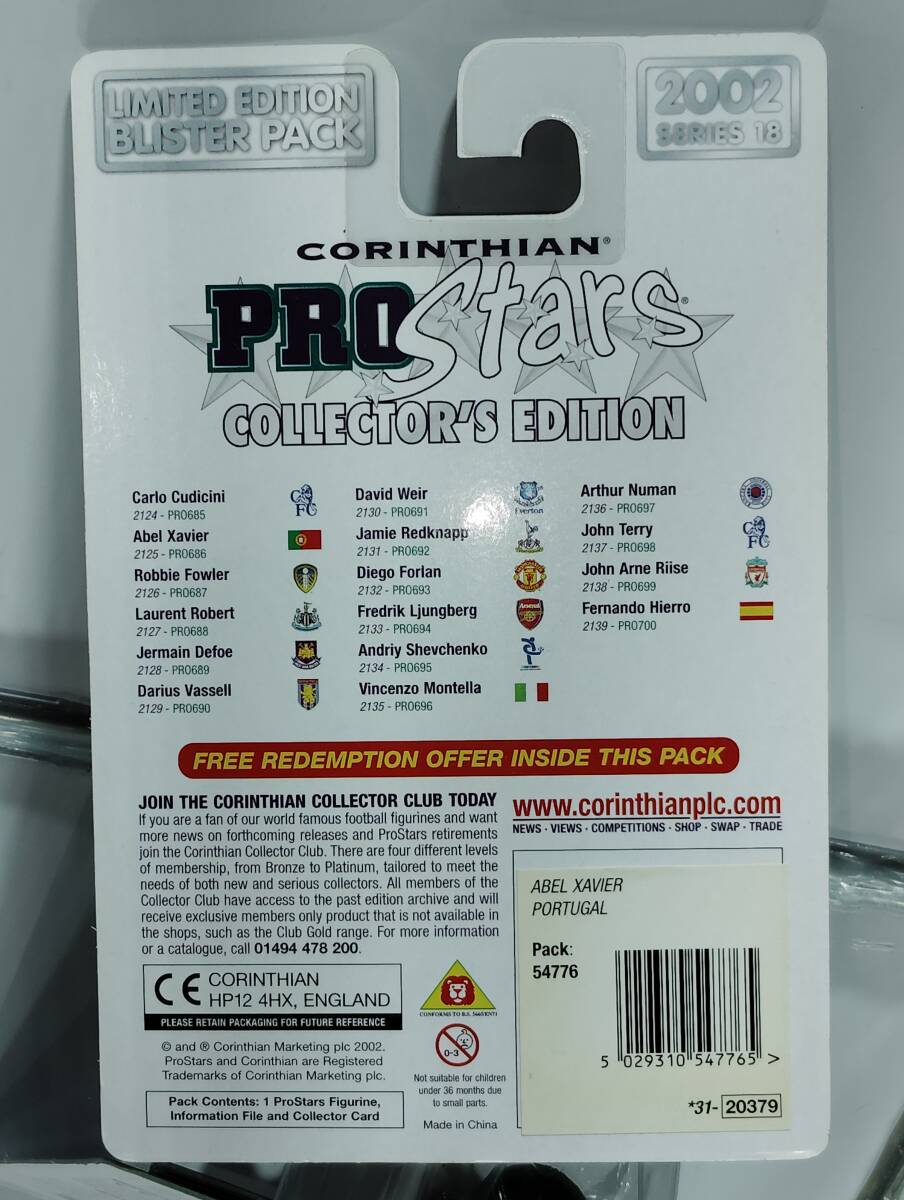 LIMITED EDITION
BLISTER PACK
2002
SERIES 18
CORINTHIAN®
PROStars®
COLLECTOR'S EDITION
Carlo Cudicini
2124 - PRO685
Abel Xavier
2125 - PRO686
Robbie Fowler
2126 - PRO687
Laurent Robert
2127 - PRO688
Jermain Defoe
2128 - PRO689
Darius Vassell
2129 - PRO690
David Weir
2130 - PRO691
Everton
Jamie Redknapp
2131 - PRO692
Diego Forlan
2132 - PRO693
Fredrik Ljungberg
2133 - PRO694
Arsenal
Andriy Shevchenko
2134 - PRO695
Vincenzo Montella
2135 - PRO696
Arthur Numan
2136 - PRO697
John Terry
2137 - PRO698
John Arne Riise
2138 - PRO699
Fernando Hierro
2139 - PRO700
FREE REDEMPTION OFFER INSIDE THIS PACK
JOIN THE CORINTHIAN COLLECTOR CLUB TODAY
If you are a fan of our world famous football figurines and want
more news on forthcoming releases and ProStars retirements
join the Corinthian Collector Club. There are four different levels
of membership, from Bronze to Platinum, tailored to meet the
needs of both new and serious collectors. All members of the
Collector Club have access to the past edition archive and will
receive exclusive members only product that is not available in
the shops, such as the Club Gold range. For more information
or a catalogue, call 01494 478 200.
www.corinthianplc.com
NEWS · VIEWS · COMPETITIONS · SHOP · SWAP · TRADE
CE CORINTHIAN
HP12 4HX, ENGLAND
PLEASE RETAIN PACKAGING FOR FUTURE REFERENCE
© and ® Corinthian Marketing plc 2002.
ProStars and Corinthian are Registered
Trademarks of Corinthian Marketing plc.
Pack Contents: 1 ProStars Figurine,
Information File and Collector Card
CONFORMS TO B.S. 5665/EN71
0-3
Not suitable for children
under 36 months due
to small parts.
Made in China
ABEL XAVIER
PORTUGAL
Pack:
54776
5 029310 547765 >
*31- 20379